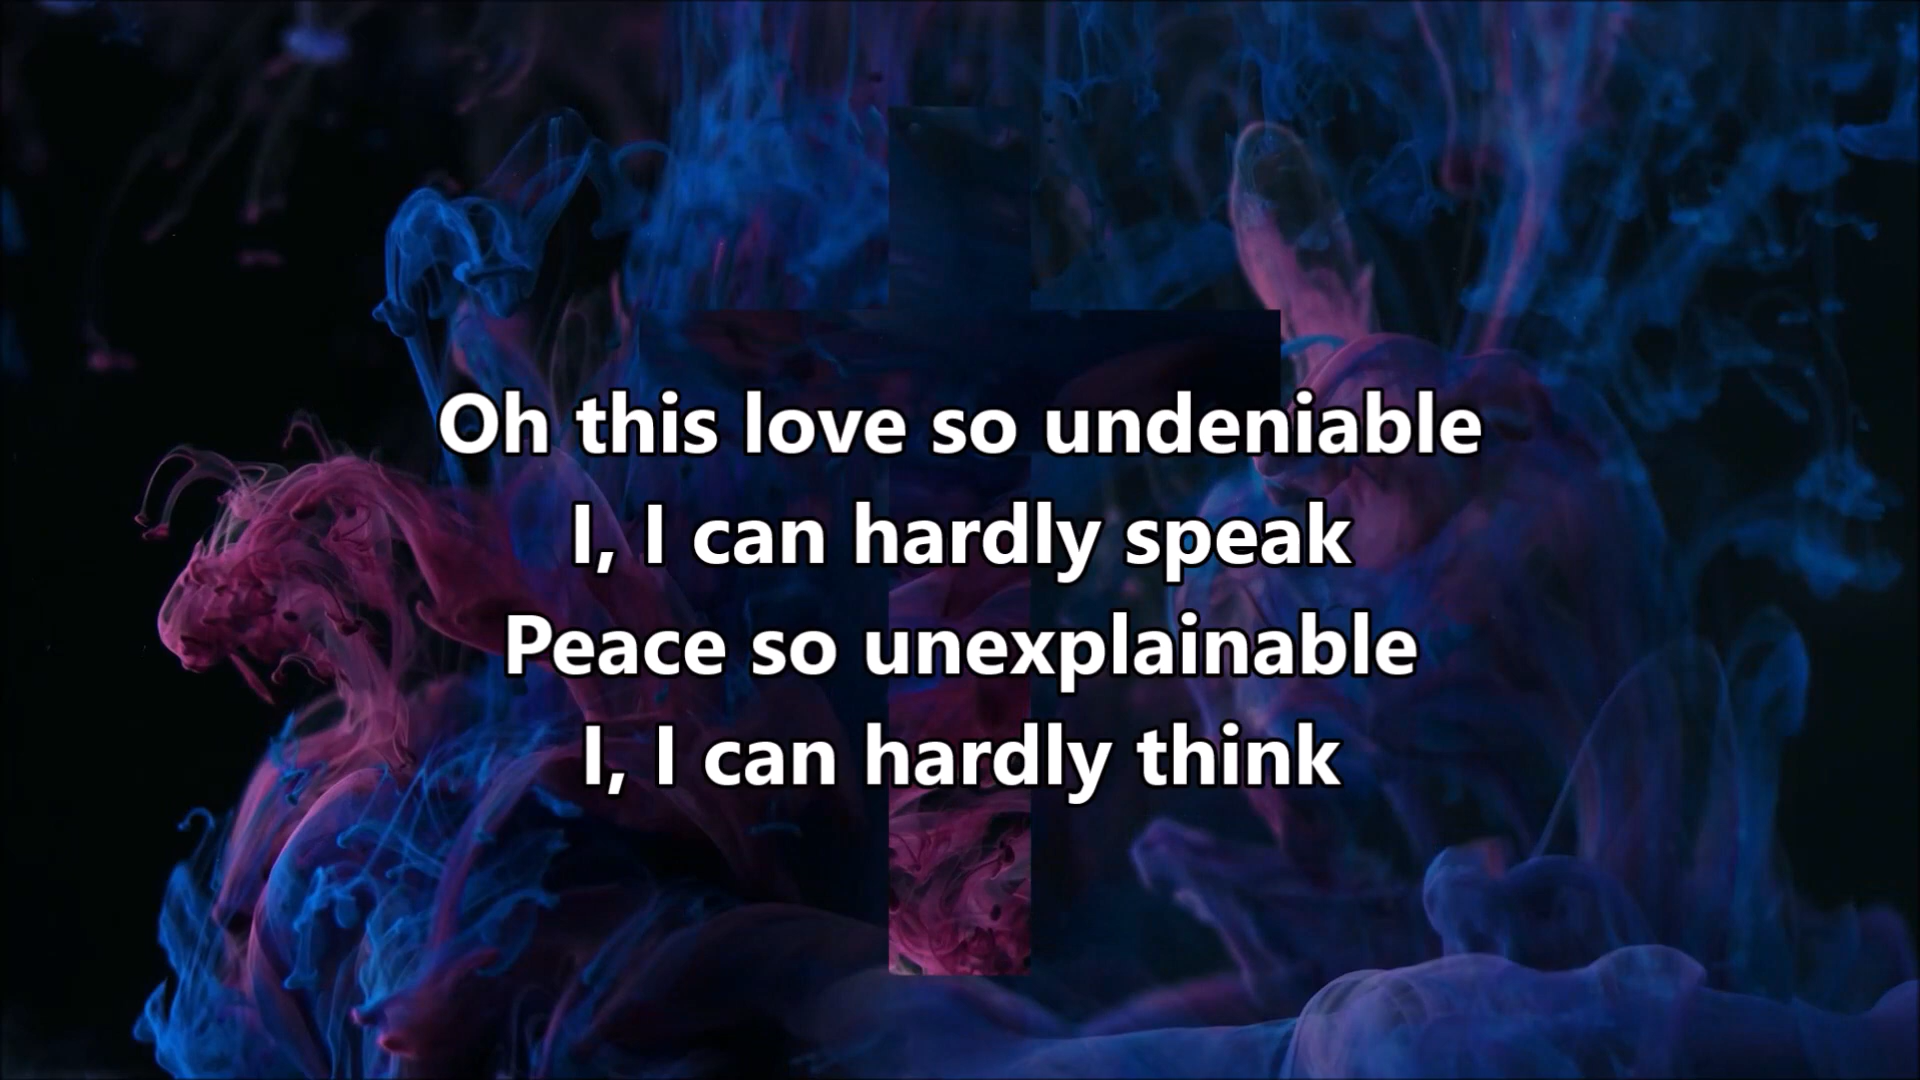 Oh this love so undeniable
I, I can hardly speak
Peace so unexplainable
I, I can hardly think